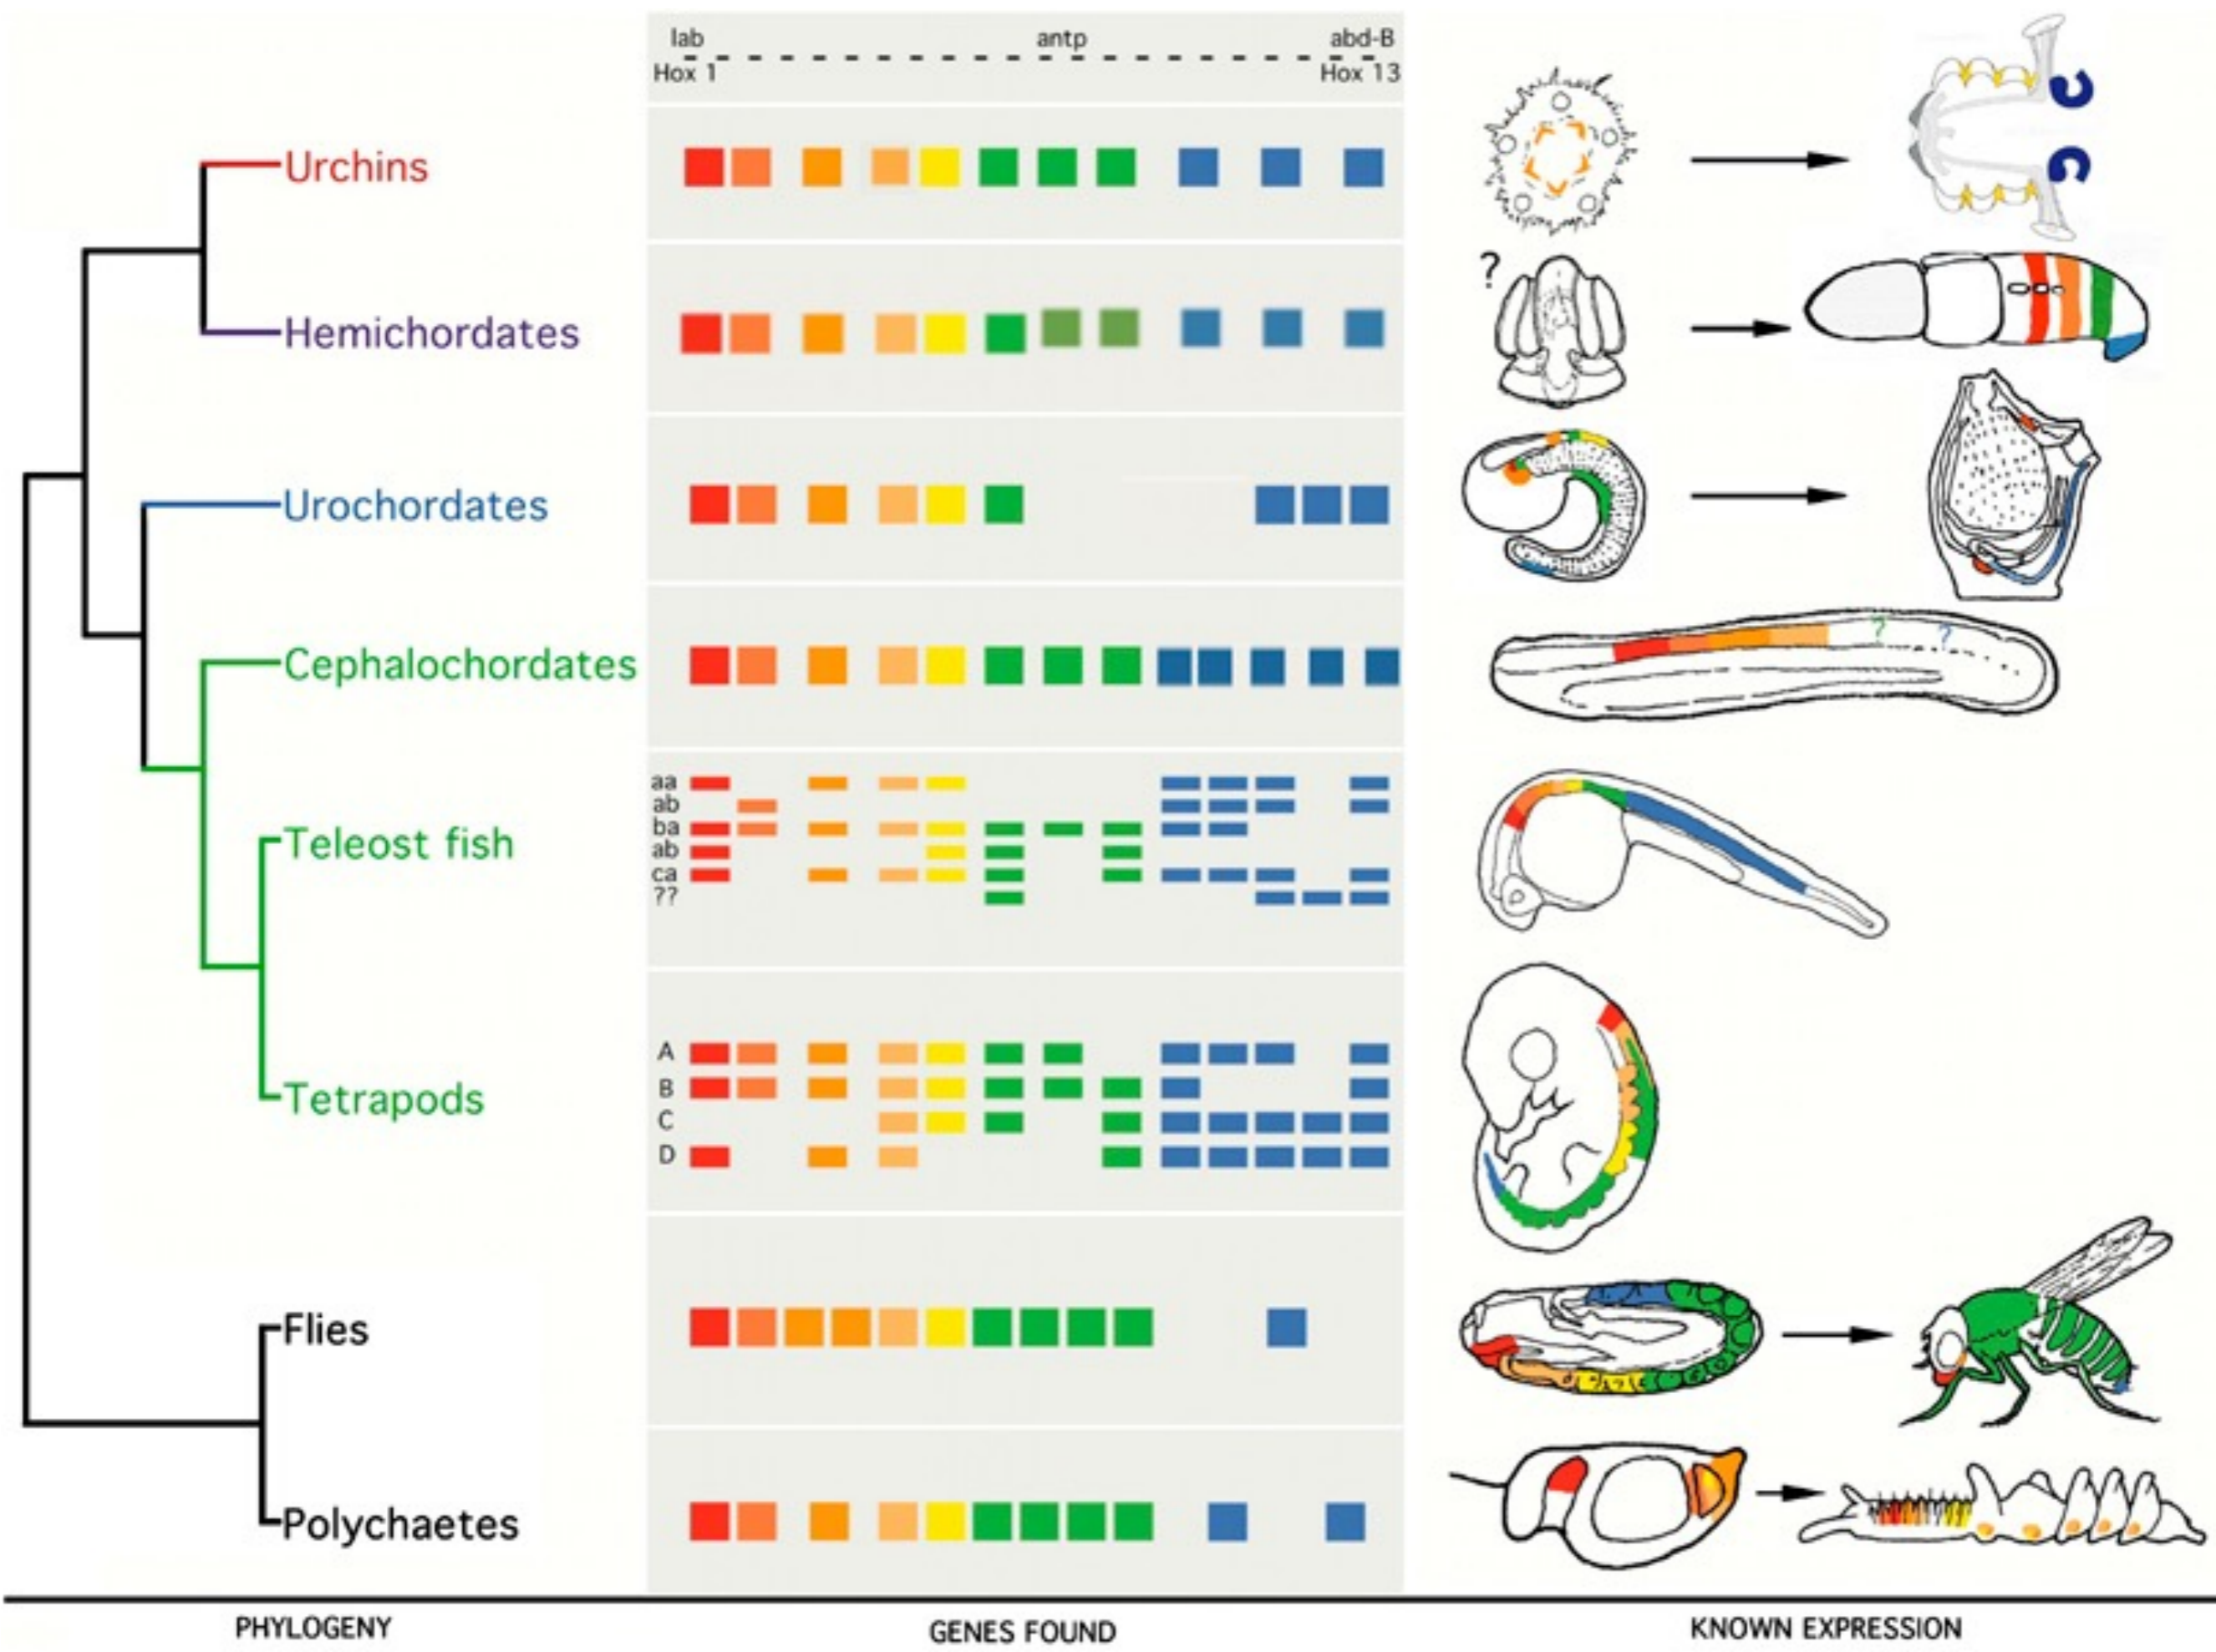 lab antp abd-B
Hox 1 Hox 13
Urchins
?
Hemichordates
Urochordates
Cephalochordates
? ?
aa
ab
ba
Teleost fish
ab
ca
??
A
B
Tetrapods
C
D
Flies
Polychaetes
PHYLOGENY GENES FOUND KNOWN EXPRESSION